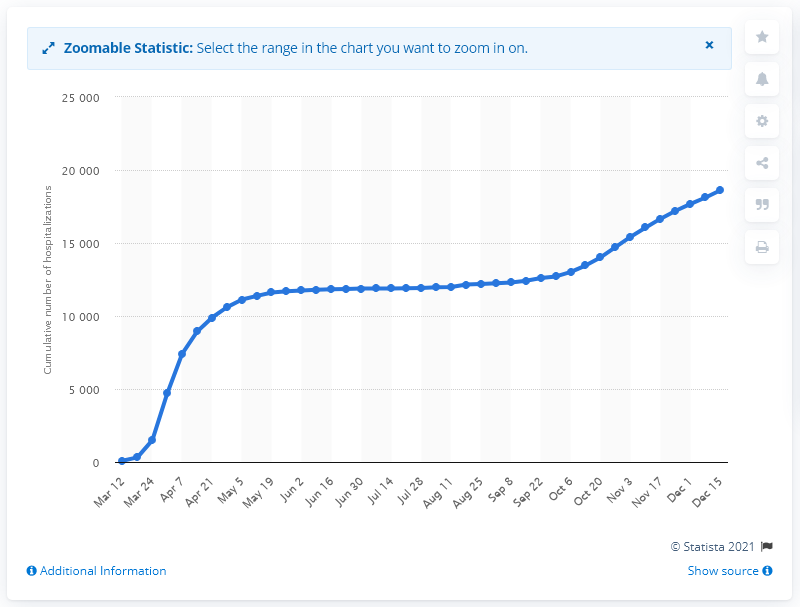 Zoomable Statistic: Select the range in the chart you want to zoom in on.
×
25 000
20 000
15 000
10 000
5 000
0
Cumulative number of hospitalizations
Mar 12
Mar 24
Apr 7
Apr 21
May 5
May 19
Jun 2
Jun 16
Jun 30
Jul 14
Jul 28
Aug 11
Aug 25
Sep 8
Sep 22
Oct 6
Oct 20
Nov 3
Nov 17
Dec 1
Dec 15
© Statista 2021
Additional Information
Show source